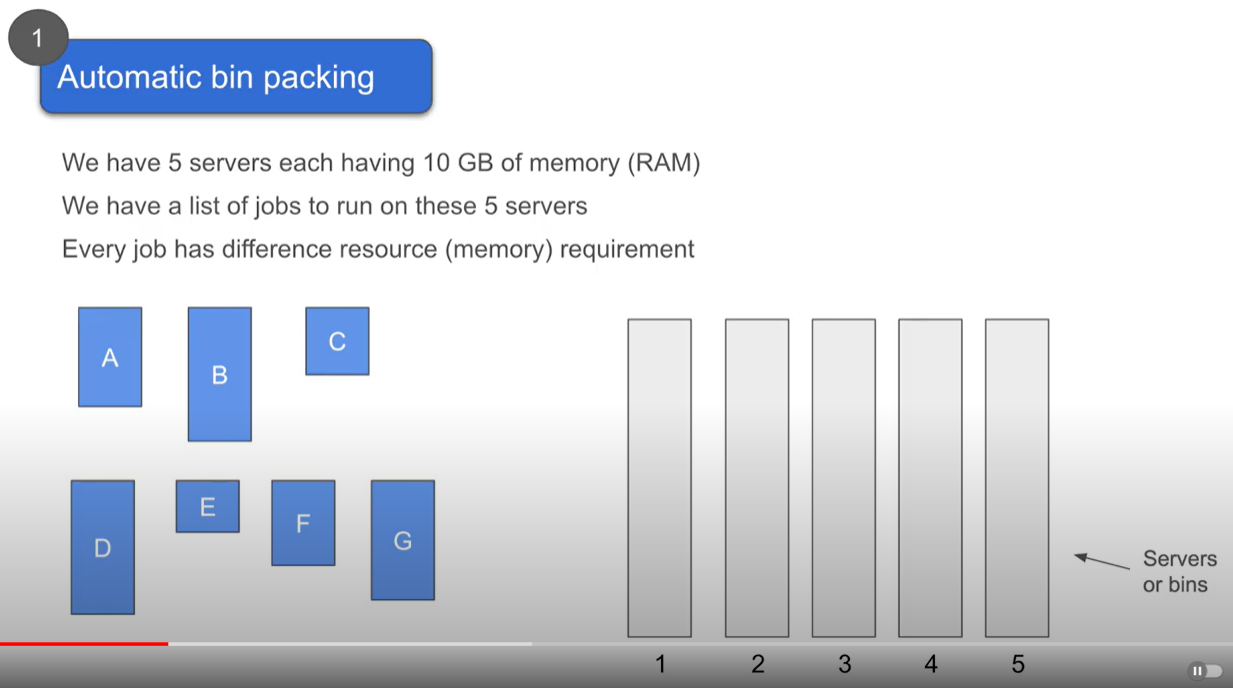 1
Automatic bin packing
We have 5 servers each having 10 GB of memory (RAM)
We have a list of jobs to run on these 5 servers
Every job has difference resource (memory) requirement
A
B
C
D
E
F
G
Servers
or bins
1 2 3 4 5